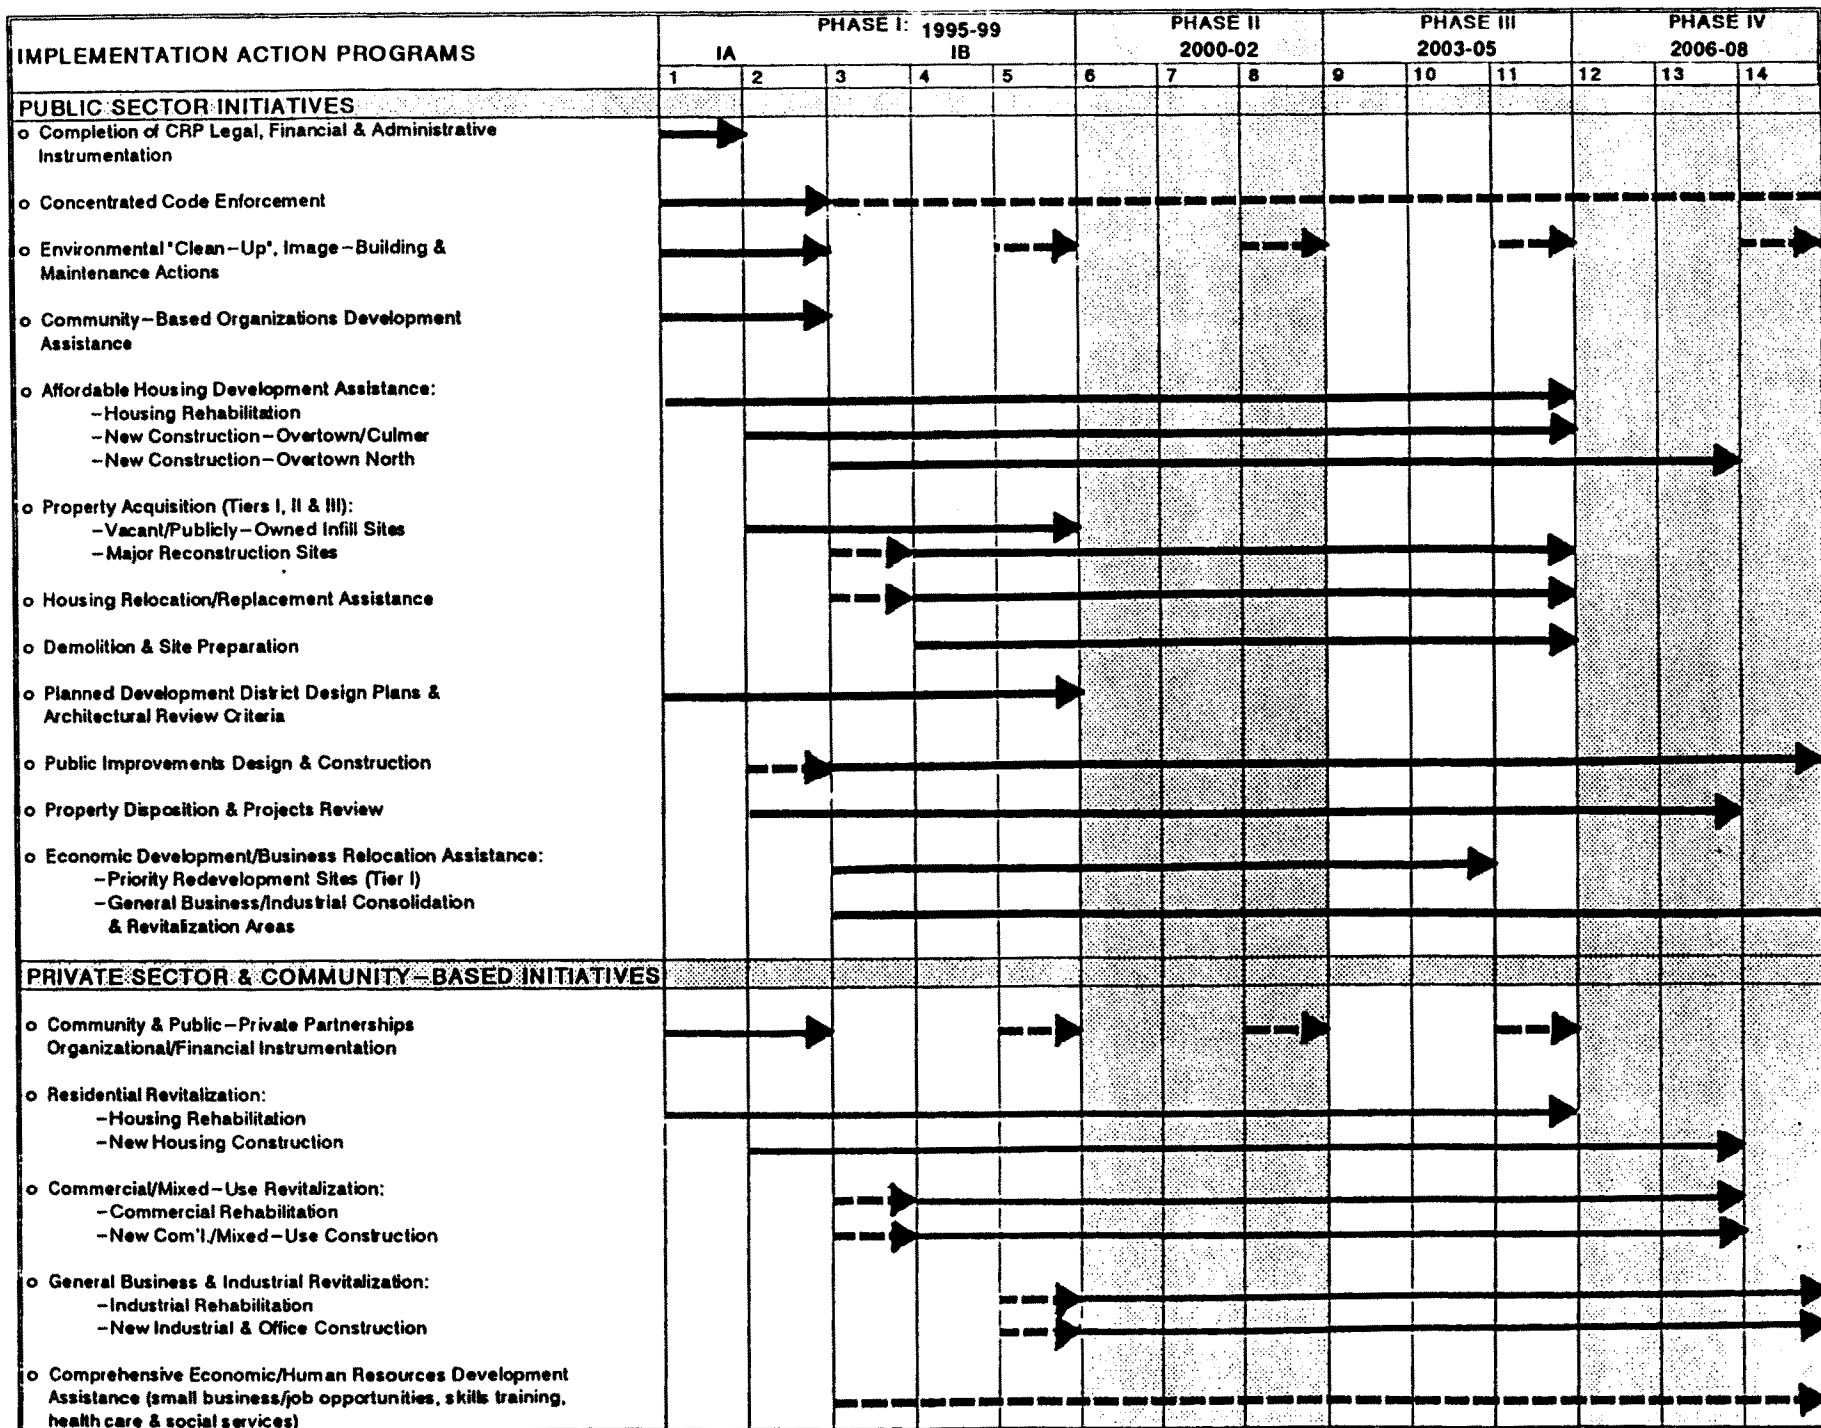 PHASE I: 1995-99 PHASE II PHASE III PHASE IV
IMPLEMENTATION ACTION PROGRAMS IA IB 2000-02 2003-05 2006-08
1 2 3 4 5 6 7 8 9 10 11 12 13 14
PUBLIC SECTOR INITIATIVES
o Completion of CRP Legal, Financial & Administrative
Instrumentation
o Concentrated Code Enforcement
o Environmental "Clean-Up", Image-Building &
Maintenance Actions
o Community-Based Organizations Development
Assistance
o Affordable Housing Development Assistance:
-Housing Rehabilitation
-New Construction-Overtown/Culmer
-New Construction-Overtown North
o Property Acquisition (Tiers I, II & III):
-Vacant/Publicly-Owned Infill Sites
-Major Reconstruction Sites
o Housing Relocation/Replacement Assistance
o Demolition & Site Preparation
o Planned Development District Design Plans &
Architectural Review Criteria
o Public Improvements Design & Construction
o Property Disposition & Projects Review
o Economic Development/Business Relocation Assistance:
-Priority Redevelopment Sites (Tier I)
-General Business/Industrial Consolidation
& Revitalization Areas
PRIVATE SECTOR & COMMUNITY-BASED INITIATIVES
o Community & Public-Private Partnerships
Organizational/Financial Instrumentation
o Residential Revitalization:
-Housing Rehabilitation
-New Housing Construction
o Commercial/Mixed-Use Revitalization:
-Commercial Rehabilitation
-New Com'l./Mixed-Use Construction
o General Business & Industrial Revitalization:
-Industrial Rehabilitation
-New Industrial & Office Construction
o Comprehensive Economic/Human Resources Development
Assistance (small business/job opportunities, skills training,
health care & social services)